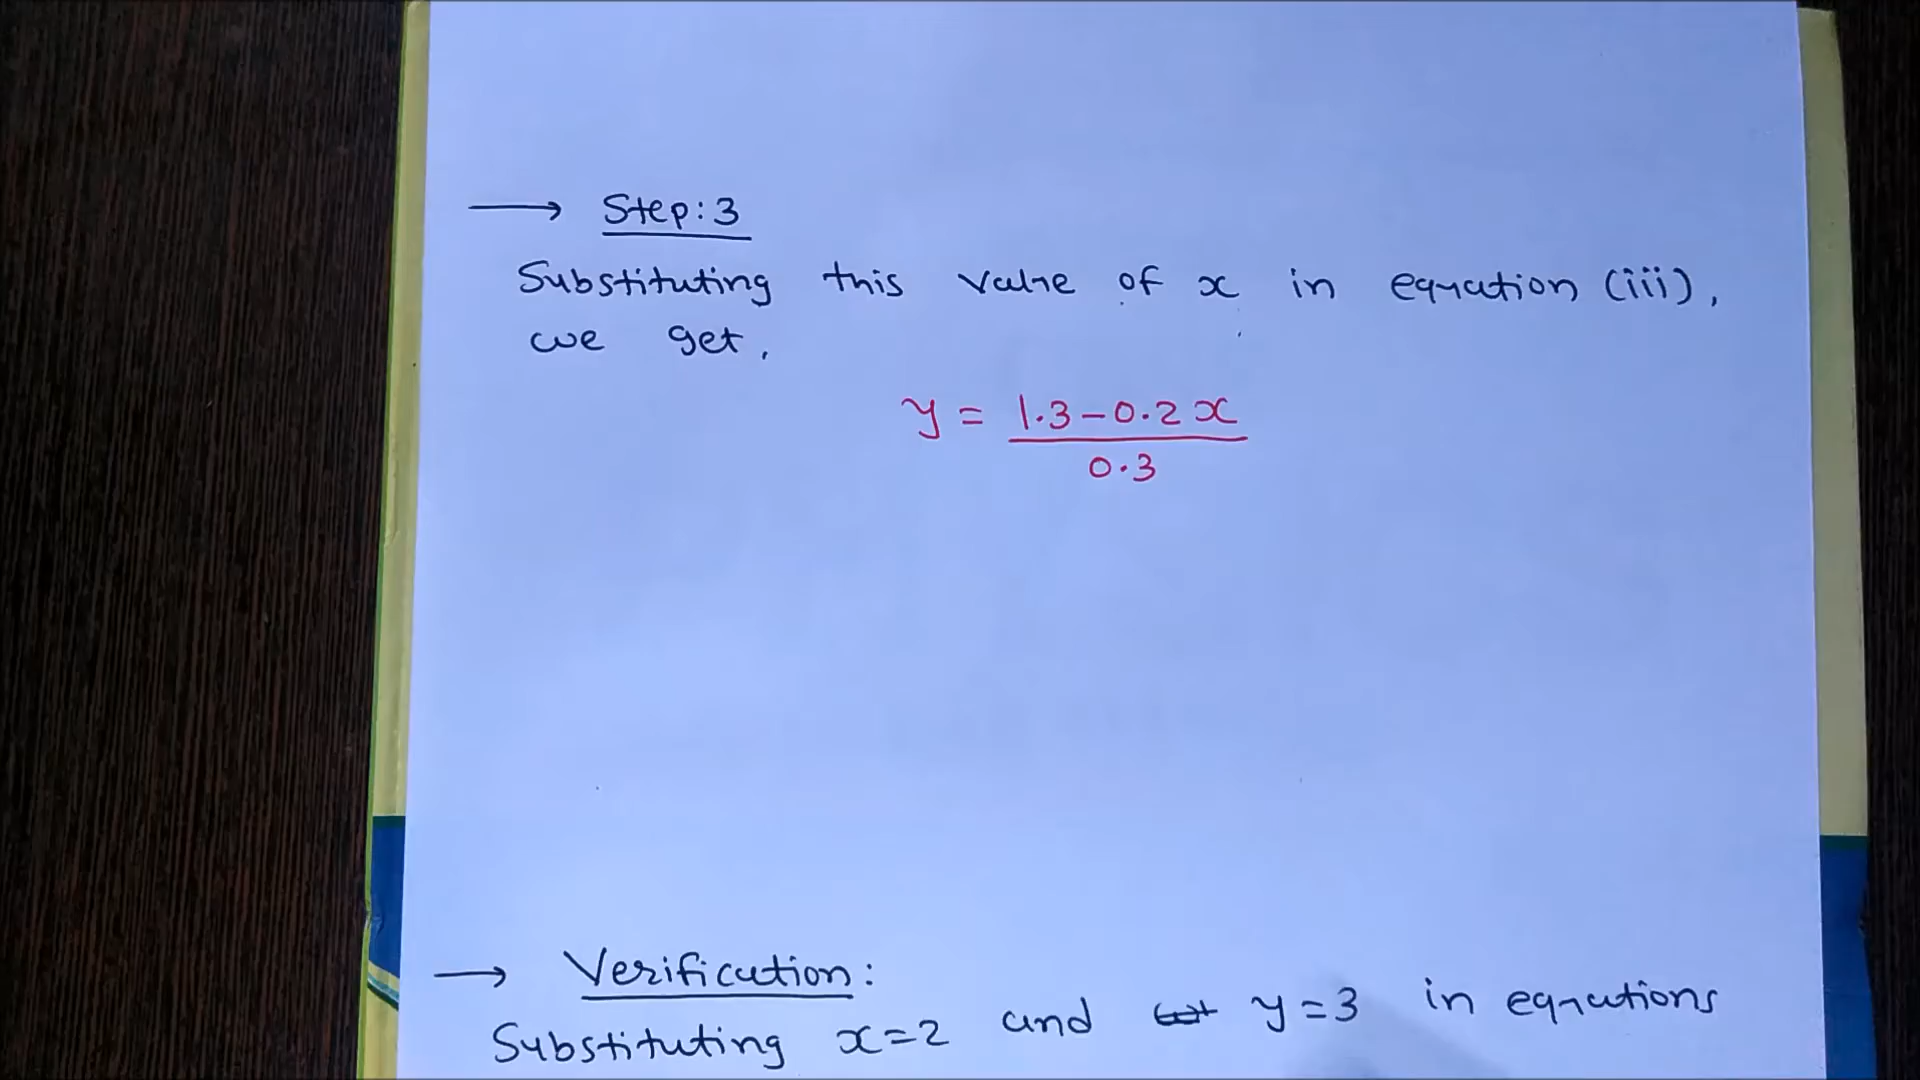 → Step:3
Substituting this value of x in equation (iii),
we get,
y = 1.3-0.2x
0.3
→ Verification:
Substituting x=2 and y=3 in equations